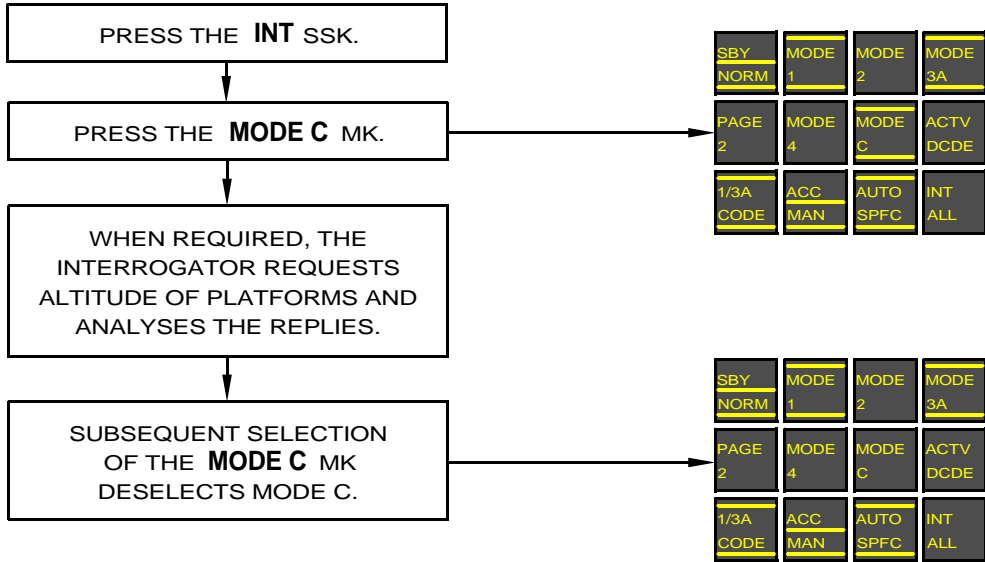 PRESS THE INT SSK.
PRESS THE MODE C MK.
WHEN REQUIRED, THE
INTERROGATOR REQUESTS
ALTITUDE OF PLATFORMS AND
ANALYSES THE REPLIES.
SUBSEQUENT SELECTION
OF THE MODE C MK
DESELECTS MODE C.
SBY MODE MODE MODE
NORM 1 2 3A
PAGE MODE MODE ACTV
2 4 C DCDE
1/3A ACC AUTO INT
CODE MAN SPFC ALL
SBY MODE MODE MODE
NORM 1 2 3A
PAGE MODE MODE ACTV
2 4 C DCDE
1/3A ACC AUTO INT
CODE MAN SPFC ALL